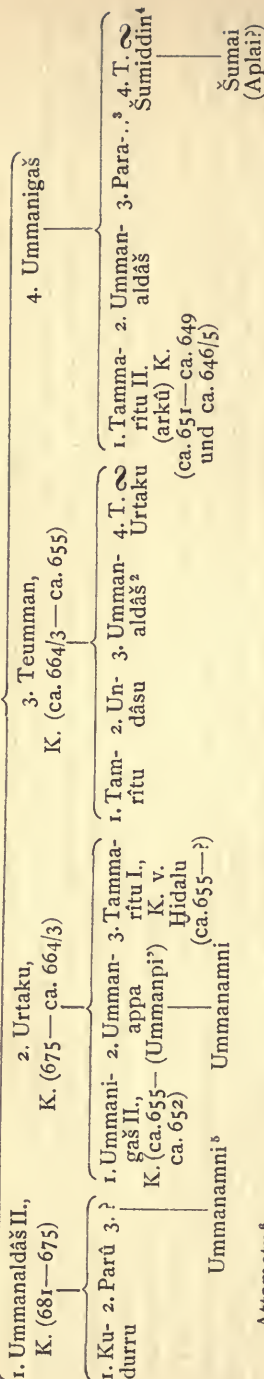 1. Ummanaldâš II.,
K. (681—675)
2. Urtaku,
K. (675—ca. 664/3)
3. Teumman,
K. (ca. 664/3—ca. 655)
4. Ummanigaš
1. Ku-
durru
2. Parû
3. ?
1. Ummani-
gaš II.,
K. (ca. 655—
ca. 652)
2. Umman-
appa
(Ummanpi’)
3. Tamma-
rîtu I.,
K. v.
Ḫidalu
(ca. 655—?)
1. Tam-
rîtu
2. Un-
dâsu
3. Umman-
aldâš²
4. T. ∾
Urtaku
1. Tamma-
rîtu II.
(arkû) K.
(ca. 651—ca. 649
und ca. 646/5)
2. Umman-
aldâš
3. Para-..³
4. T. ∾
Šumiddin⁴
Ummanamni⁵
Ummanamni
Šumai
(Aplai?)